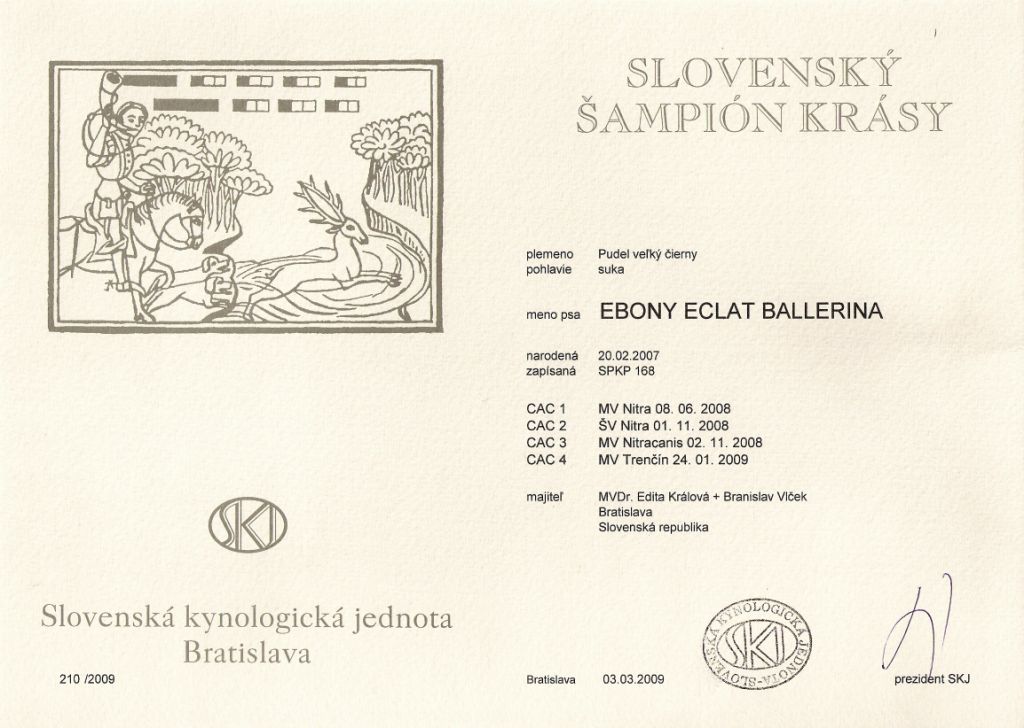 SLOVENSKÝ
ŠAMPIÓN KRÁSY
plemeno Pudel veľký čierny
pohlavie suka
meno psa EBONY ECLAT BALLERINA
narodená 20.02.2007
zapísaná SPKP 168
CAC 1 MV Nitra 08. 06. 2008
CAC 2 ŠV Nitra 01. 11. 2008
CAC 3 MV Nitracanis 02. 11. 2008
CAC 4 MV Trenčín 24. 01. 2009
majiteľ MVDr. Edita Králová + Branislav Vlček
Bratislava
Slovenská republika
SKJ
Slovenská kynologická jednota
Bratislava
210 /2009
Bratislava 03.03.2009
SLOVENSKÁ KYNOLOGICKÁ JEDNOTA
SKJ
prezident SKJ